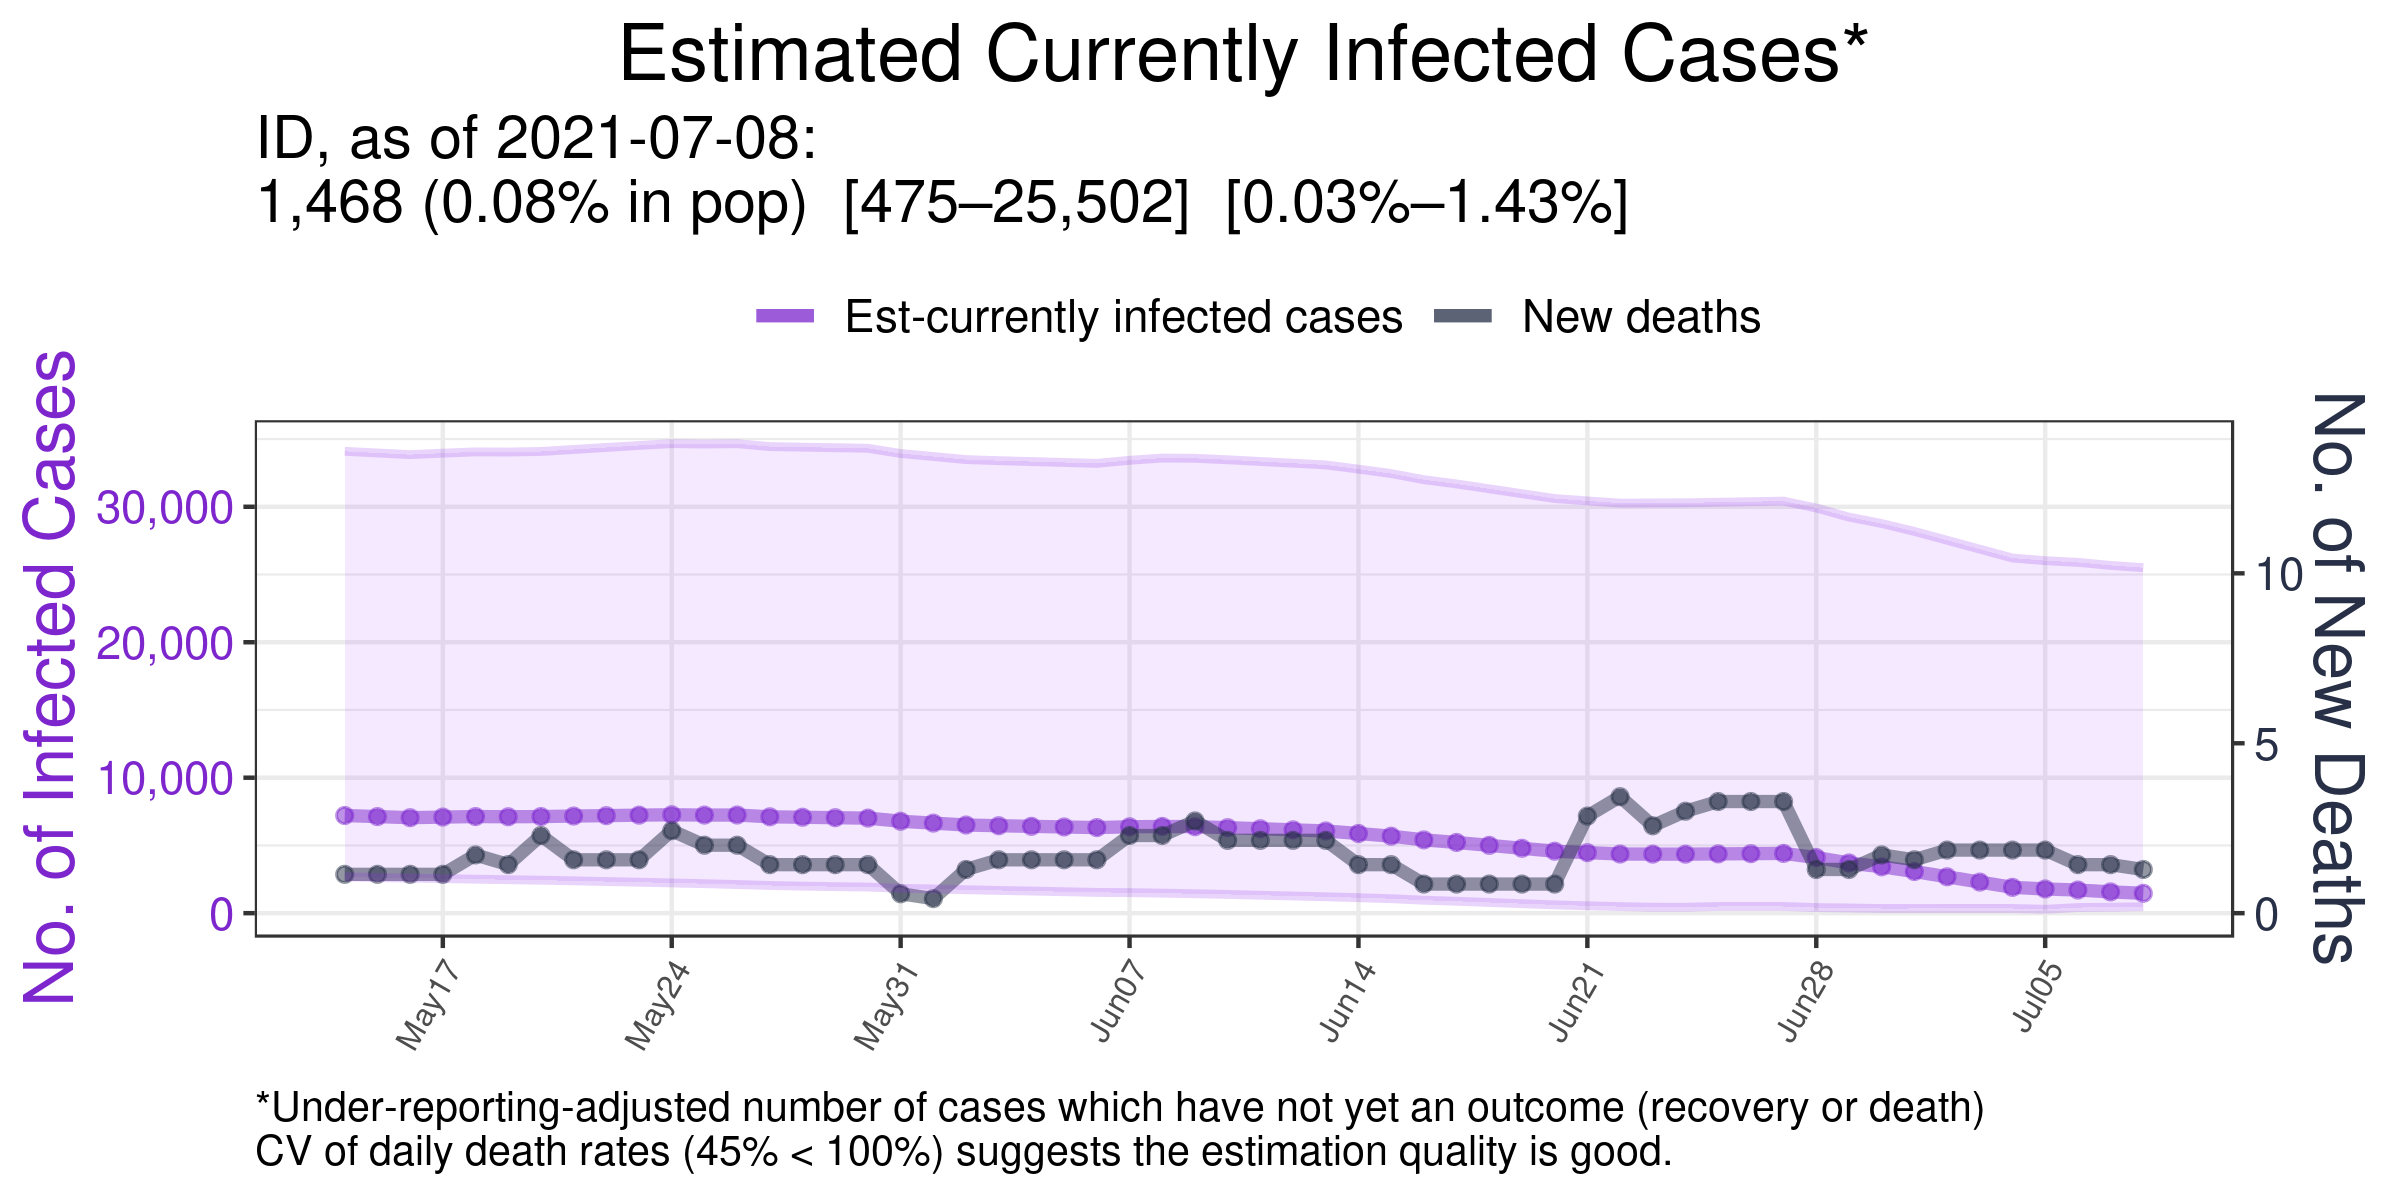 Estimated Currently Infected Cases*
ID, as of 2021-07-08:
1,468 (0.08% in pop)  [475–25,502]  [0.03%–1.43%]
Est-currently infected cases
New deaths
No. of Infected Cases
30,000
20,000
10,000
0
No. of New Deaths
10
5
0
May17
May24
May31
Jun07
Jun14
Jun21
Jun28
Jul05
*Under-reporting-adjusted number of cases which have not yet an outcome (recovery or death)
CV of daily death rates (45% < 100%) suggests the estimation quality is good.